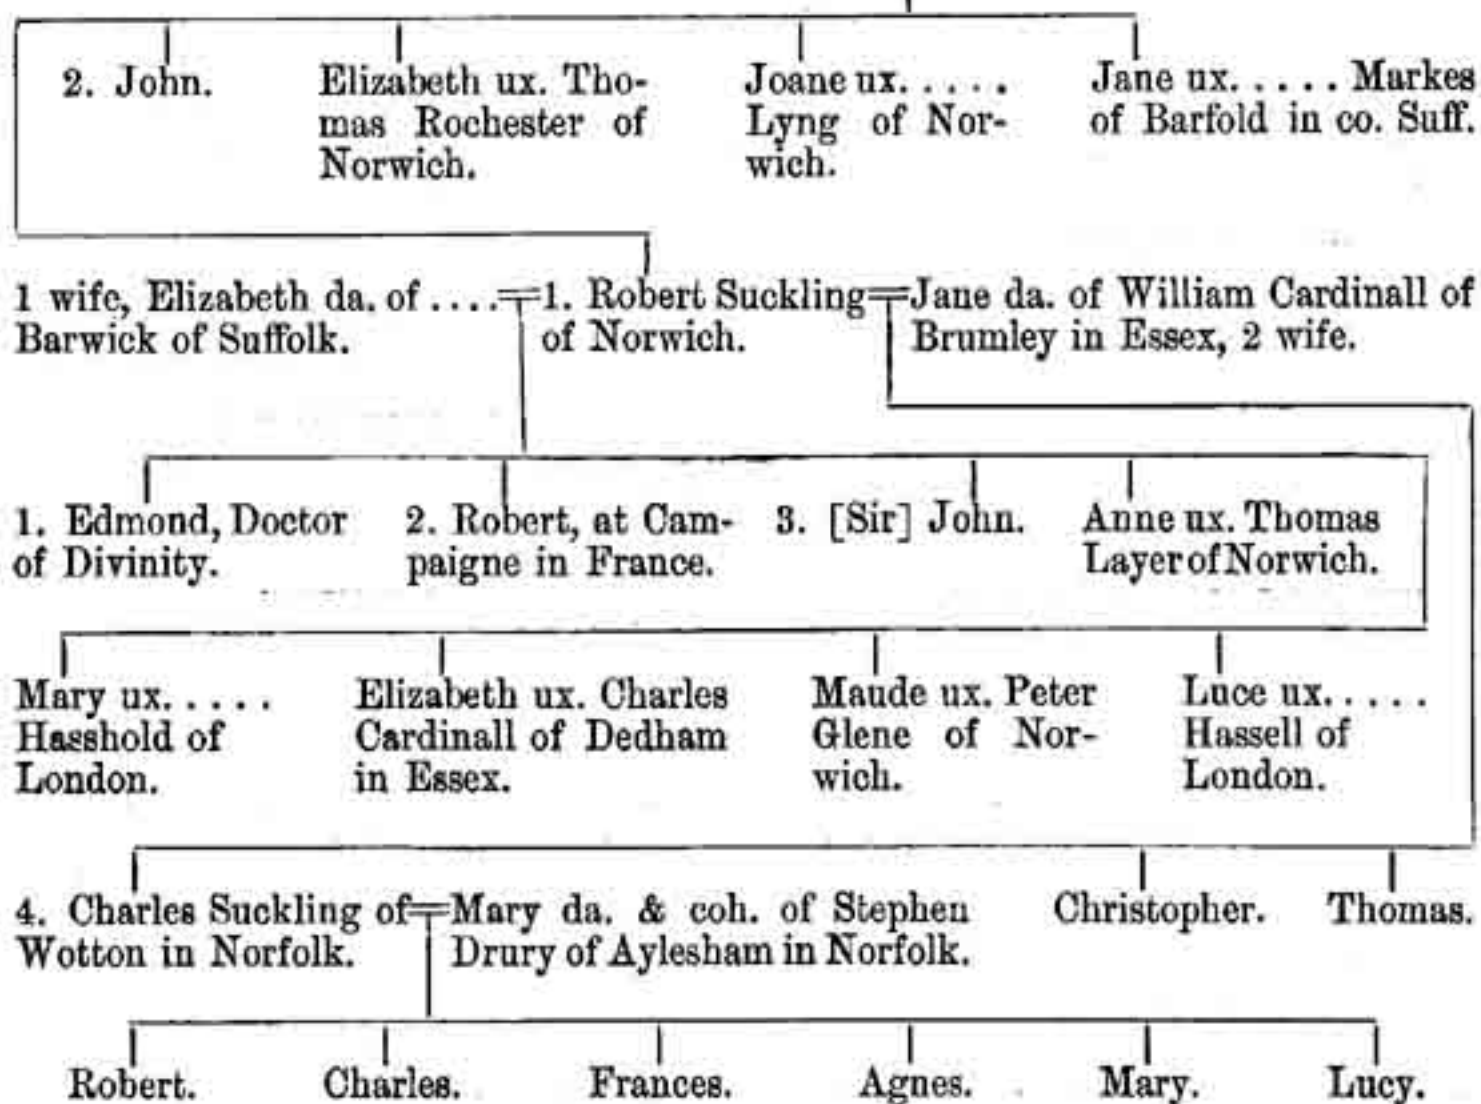 2. John.
Elizabeth ux. Tho-
mas Rochester of
Norwich.
Joane ux. . . . .
Lyng of Nor-
wich.
Jane ux. . . . . Markes
of Barfold in co. Suff.
1 wife, Elizabeth da. of . . . .
Barwick of Suffolk.
1. Robert Suckling
of Norwich.
Jane da. of William Cardinall of
Brumley in Essex, 2 wife.
1. Edmond, Doctor
of Divinity.
2. Robert, at Cam-
paigne in France.
3. [Sir] John.
Anne ux. Thomas
Layer of Norwich.
Mary ux. . . . .
Hasshold of
London.
Elizabeth ux. Charles
Cardinall of Dedham
in Essex.
Maude ux. Peter
Glene of Nor-
wich.
Luce ux. . . . .
Hassell of
London.
4. Charles Suckling of
Wotton in Norfolk.
Mary da. & coh. of Stephen
Drury of Aylesham in Norfolk.
Christopher.
Thomas.
Robert.
Charles.
Frances.
Agnes.
Mary.
Lucy.